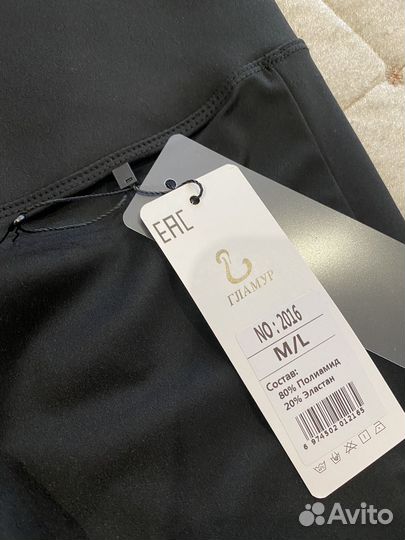 EAC
ГЛАМУР
NO:;2016
M/L
Состав:
80% Полиамид
20% Эластан
6 974502 012165
Avito